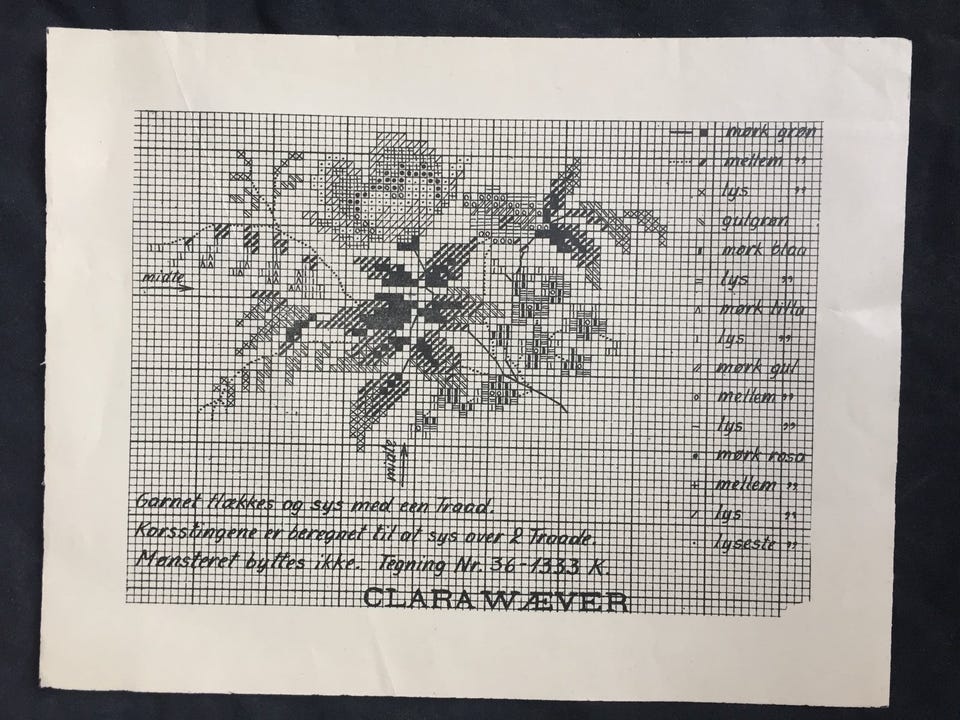 mørk grøn
mellem "
lys "
gulgrøn
mørk blaa
lys "
mørk lilla
lys "
mørk gul
mellem "
lys "
mørk rosa
mellem "
lys "
lyseste "
midte
midte
Garnet flækkes og sys med een Traad.
Korsstingene er beregnet til at sys over 2 Traade.
Mønsteret byttes ikke. Tegning Nr. 36-1333 K.
CLARA WÆVER